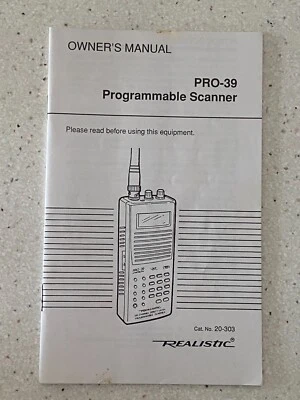 OWNER'S MANUAL
PRO-39
Programmable Scanner
Please read before using this equipment.
Cat. No. 20-303
REALISTIC